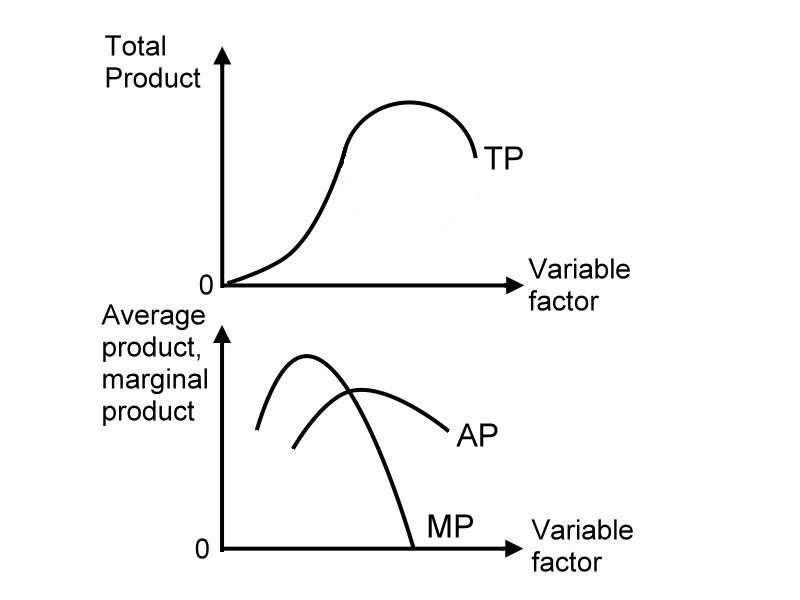 Total
Product
TP
0
Variable
factor
Average
product,
marginal
product
AP
MP
0
Variable
factor